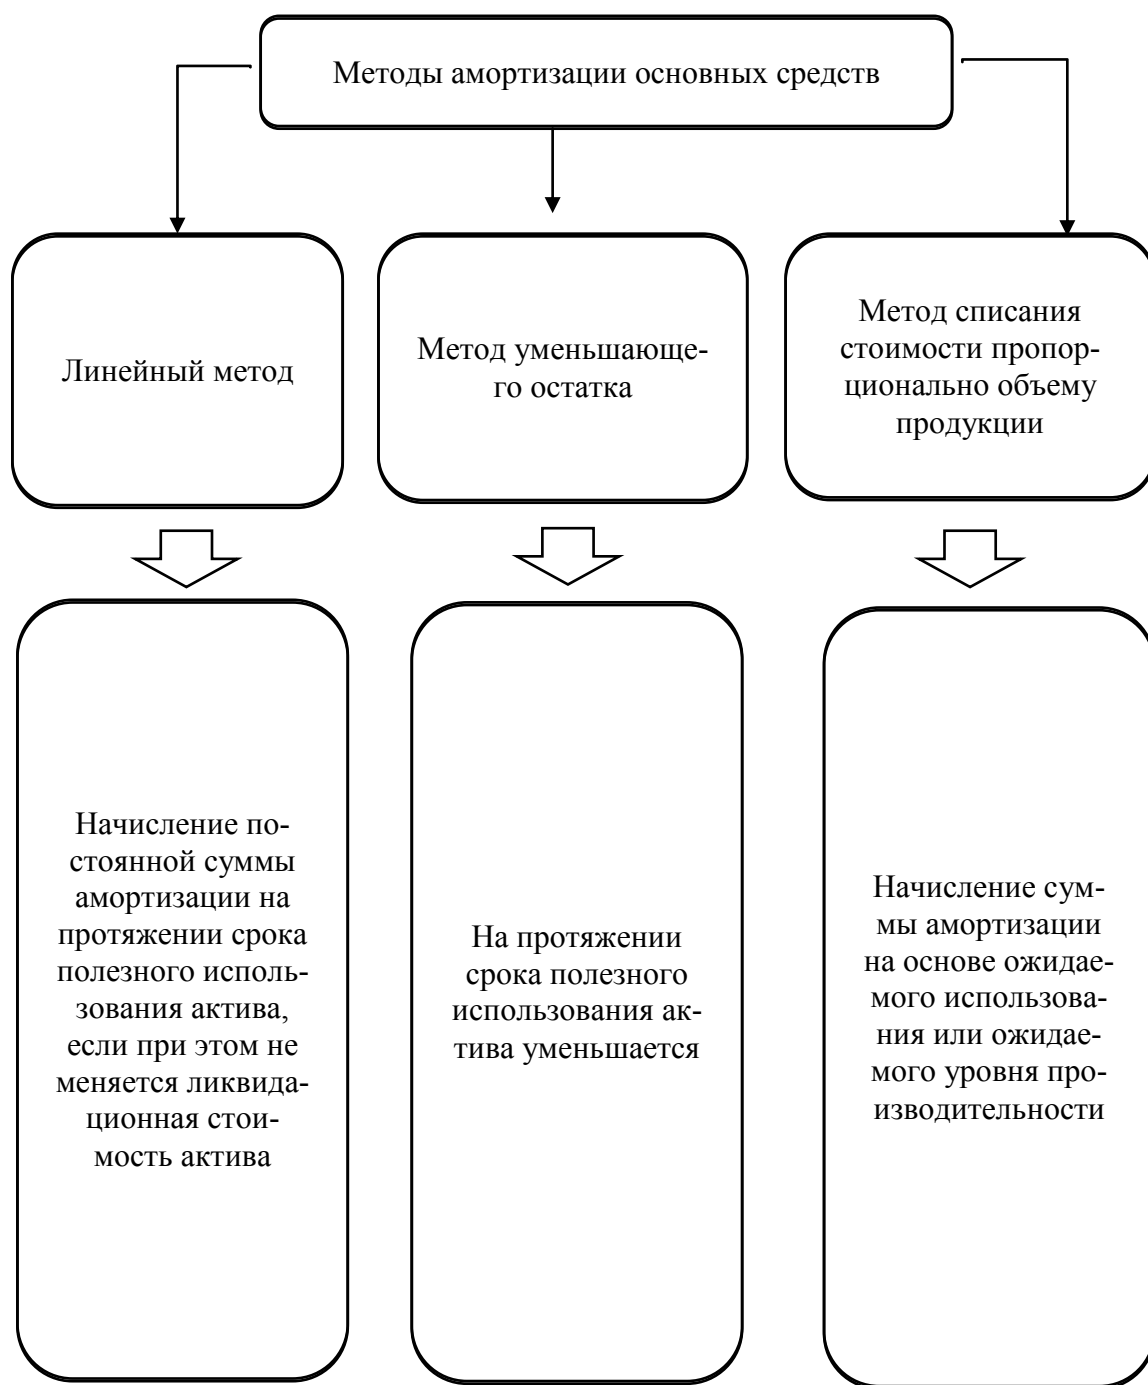 Методы амортизации основных средств
Линейный метод
Метод уменьшающе-
го остатка
Метод списания
стоимости пропор-
ционально объему
продукции
Начисление по-
стоянной суммы
амортизации на
протяжении срока
полезного исполь-
зования актива,
если при этом не
меняется ликвида-
ционная стои-
мость актива
На протяжении
срока полезного
использования ак-
тива уменьшается
Начисление сум-
мы амортизации
на основе ожидае-
мого использова-
ния или ожидае-
мого уровня про-
изводительности